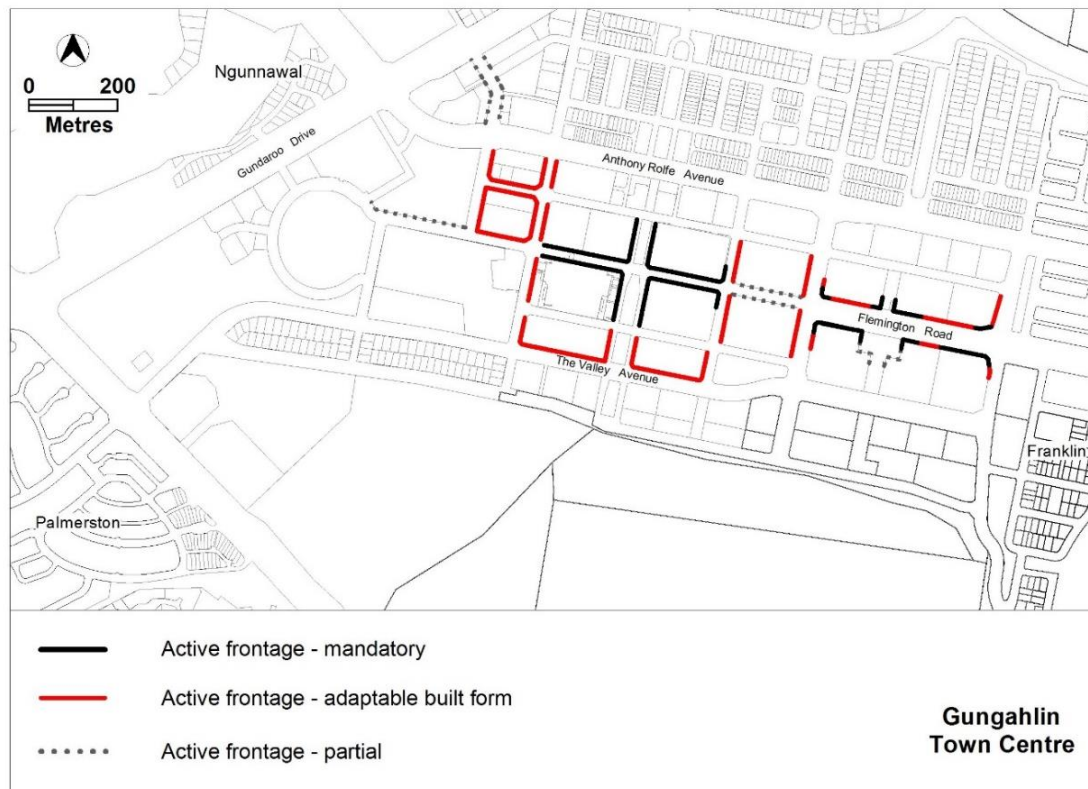 Ngunnawal
0 200
Metres
Gundaroo Drive
Anthony Rolfe Avenue
Flemington Road
The Valley Avenue
Franklin
Palmerston
Active frontage - mandatory
Active frontage - adaptable built form
Active frontage - partial
Gungahlin
Town Centre